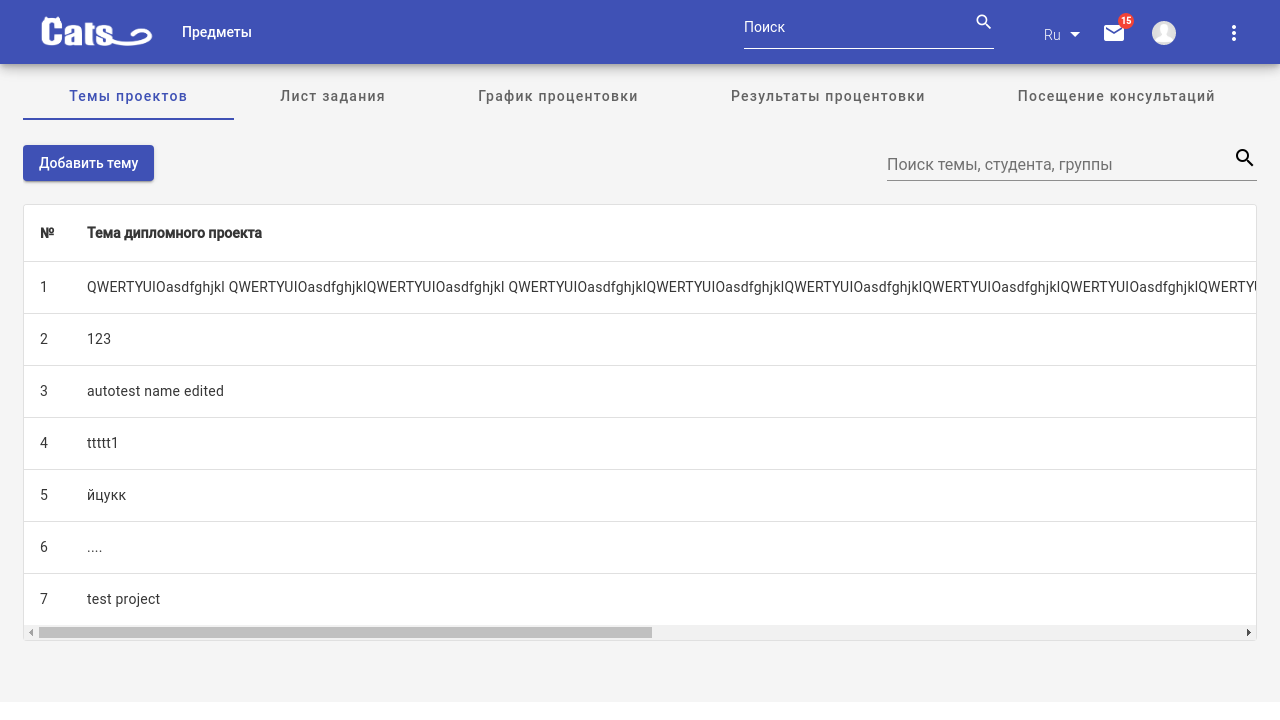 Cats
Предметы
Поиск
Ru
15
Темы проектов
Лист задания
График процентовки
Результаты процентовки
Посещение консультаций
Добавить тему
Поиск темы, студента, группы
№ Тема дипломного проекта
1 QWERTYUIOasdfghjkl QWERTYUIOasdfghjklQWERTYUIOasdfghjkl QWERTYUIOasdfghjklQWERTYUIOasdfghjklQWERTYUIOasdfghjklQWERTYUIOasdfghjklQWERTYUIOasdfghjklQWERTYU
2 123
3 autotest name edited
4 ttttt1
5 йцукк
6 ....
7 test project